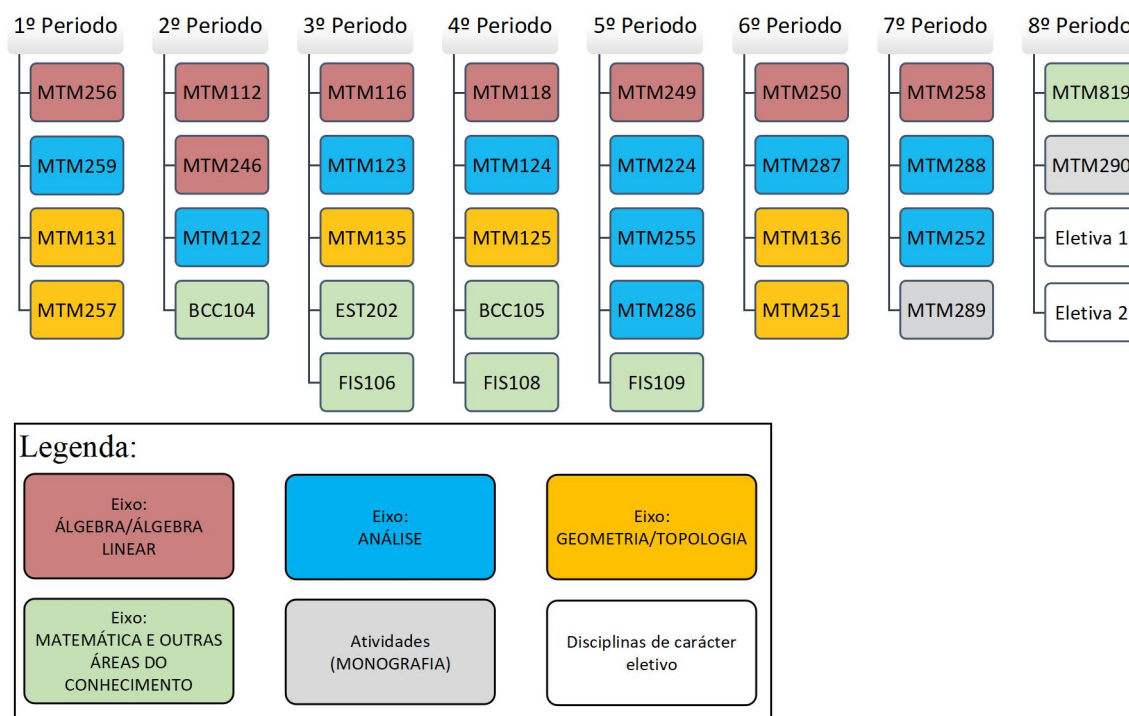 1º Periodo 2º Periodo 3º Periodo 4º Periodo 5º Periodo 6º Periodo 7º Periodo 8º Periodo
MTM256 MTM112 MTM116 MTM118 MTM249 MTM250 MTM258 MTM819
MTM259 MTM246 MTM123 MTM124 MTM224 MTM287 MTM288 MTM290
MTM131 MTM122 MTM135 MTM125 MTM255 MTM136 MTM252 Eletiva 1
MTM257 BCC104 EST202 BCC105 MTM286 MTM251 MTM289 Eletiva 2
FIS106 FIS108 FIS109
Legenda:
Eixo:
ÁLGEBRA/ÁLGEBRA
LINEAR
Eixo:
ANÁLISE
Eixo:
GEOMETRIA/TOPOLOGIA
Eixo:
MATEMÁTICA E OUTRAS
ÁREAS DO
CONHECIMENTO
Atividades
(MONOGRAFIA)
Disciplinas de carácter
eletivo